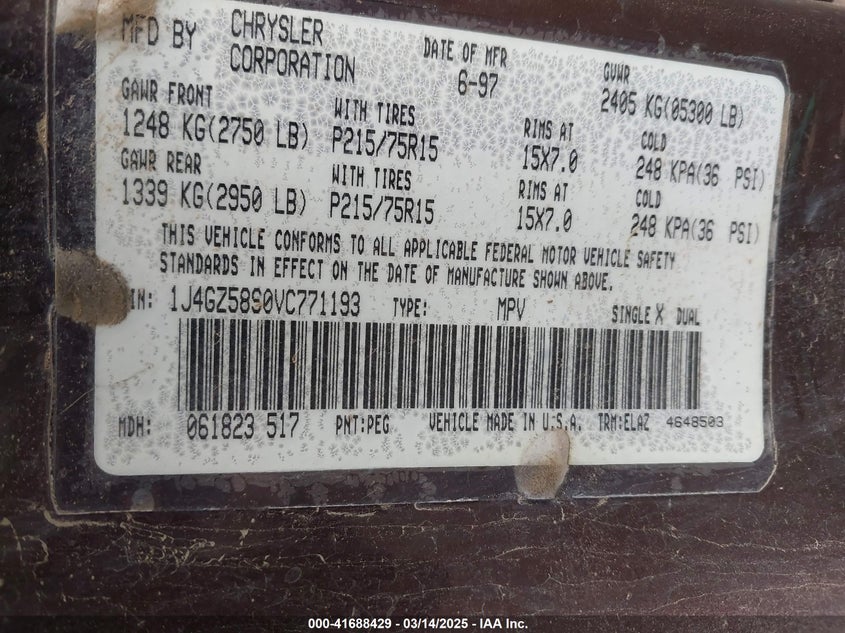 MFD BY CHRYSLER CORPORATION DATE OF MFR 6-97 GVWR 2405 KG(05300 LB)
GAWR FRONT WITH TIRES RIMS AT COLD
1248 KG(2750 LB) P215/75R15 15X7.0 248 KPA(36 PSI)
GAWR REAR WITH TIRES RIMS AT COLD
1339 KG(2950 LB) P215/75R15 15X7.0 248 KPA(36 PSI)
THIS VEHICLE CONFORMS TO ALL APPLICABLE FEDERAL MOTOR VEHICLE SAFETY
STANDARDS IN EFFECT ON THE DATE OF MANUFACTURE SHOWN ABOVE.
IN: 1J4GZ58S0VC771193 TYPE: MPV SINGLE X DUAL
MDH: 061823 517 PNT:PEG VEHICLE MADE IN U.S.A. TRM:ELAZ 4648503
000-41688429 - 03/14/2025 - IAA Inc.